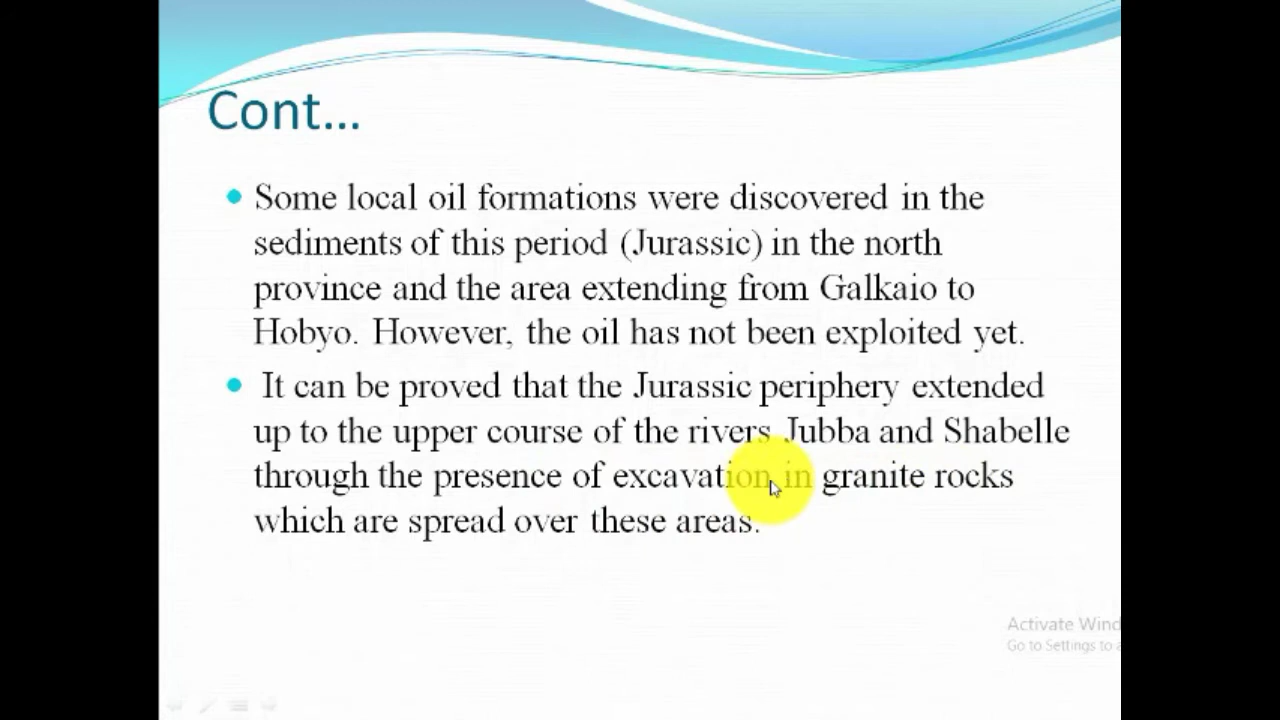 Cont...
Some local oil formations were discovered in the
sediments of this period (Jurassic) in the north
province and the area extending from Galkaio to
Hobyo. However, the oil has not been exploited yet.
It can be proved that the Jurassic periphery extended
up to the upper course of the rivers Jubba and Shabelle
through the presence of excavation in granite rocks
which are spread over these areas.
Activate Wind
Go to Settings to a